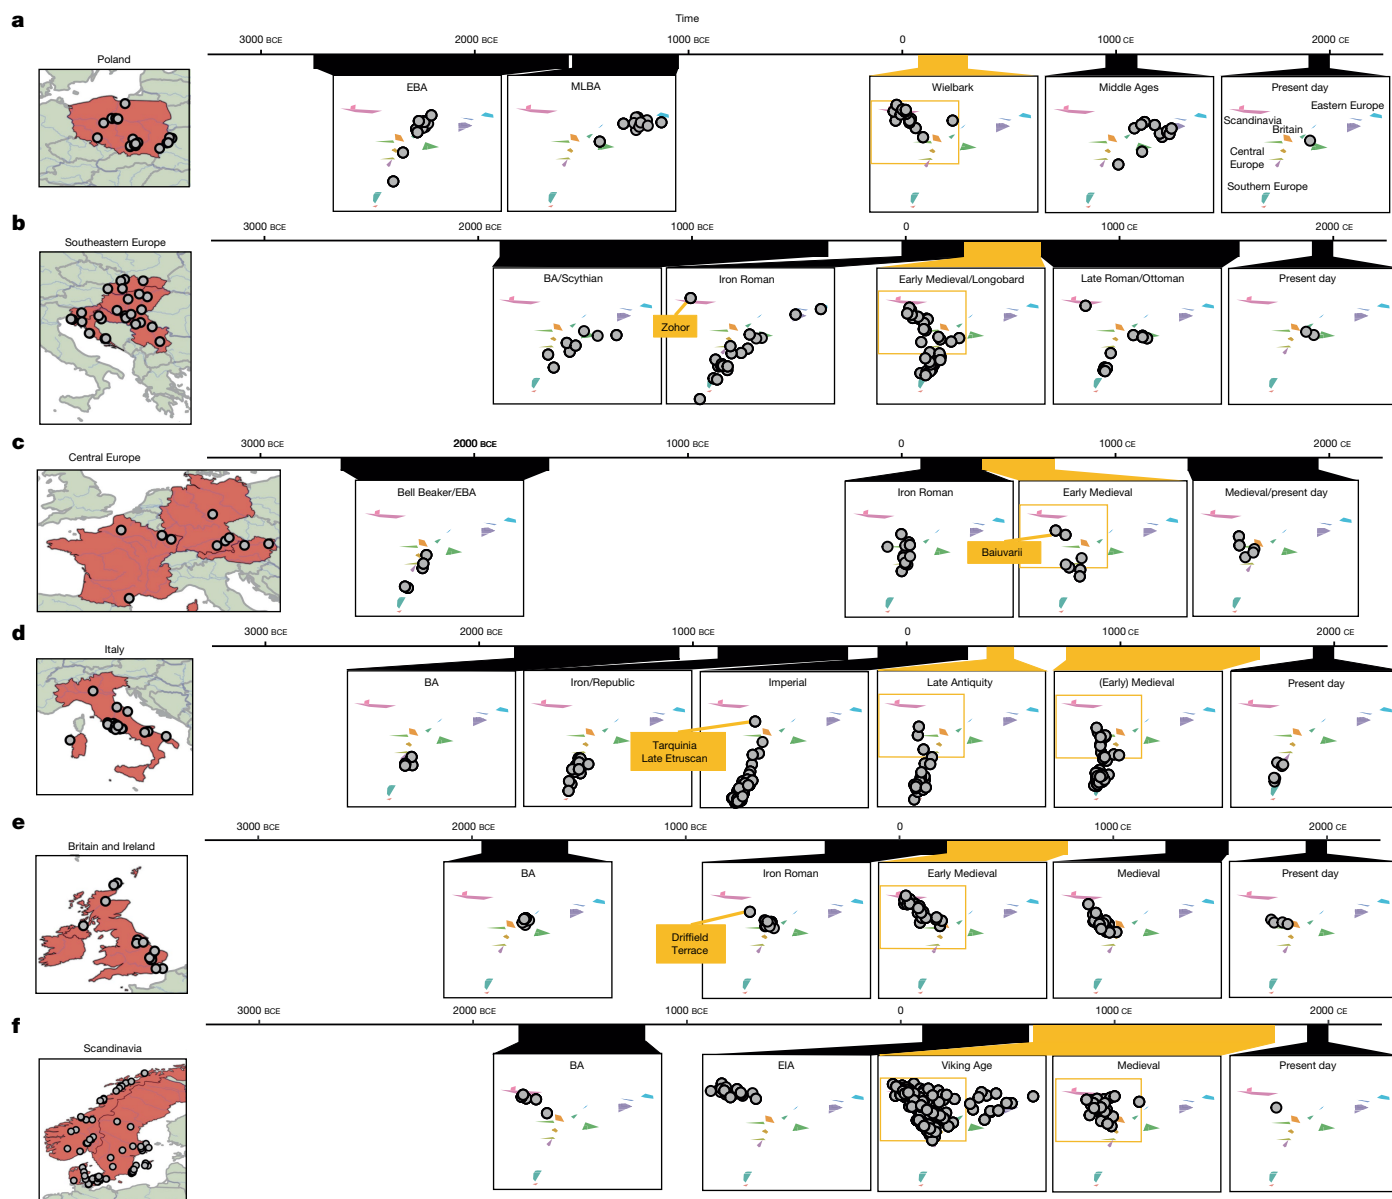 Time
a
3000 BCE
2000 BCE
1000 BCE
0
1000 CE
2000 CE
Poland
EBA
MLBA
Wielbark
Middle Ages
Present day
Eastern Europe
Scandinavia
Britain
Central
Europe
Southern Europe
b
3000 BCE
2000 BCE
1000 BCE
0
1000 CE
2000 CE
Southeastern Europe
BA/Scythian
Iron Roman
Early Medieval/Longobard
Late Roman/Ottoman
Present day
Zohor
c
3000 BCE
2000 BCE
1000 BCE
0
1000 CE
2000 CE
Central Europe
Bell Beaker/EBA
Iron Roman
Early Medieval
Medieval/present day
Baiuvarii
d
3000 BCE
2000 BCE
1000 BCE
0
1000 CE
2000 CE
Italy
BA
Iron/Republic
Imperial
Late Antiquity
(Early) Medieval
Present day
Tarquinia
Late Etruscan
e
3000 BCE
2000 BCE
1000 BCE
0
1000 CE
2000 CE
Britain and Ireland
BA
Iron Roman
Early Medieval
Medieval
Present day
Driffield
Terrace
f
3000 BCE
2000 BCE
1000 BCE
0
1000 CE
2000 CE
Scandinavia
BA
EIA
Viking Age
Medieval
Present day